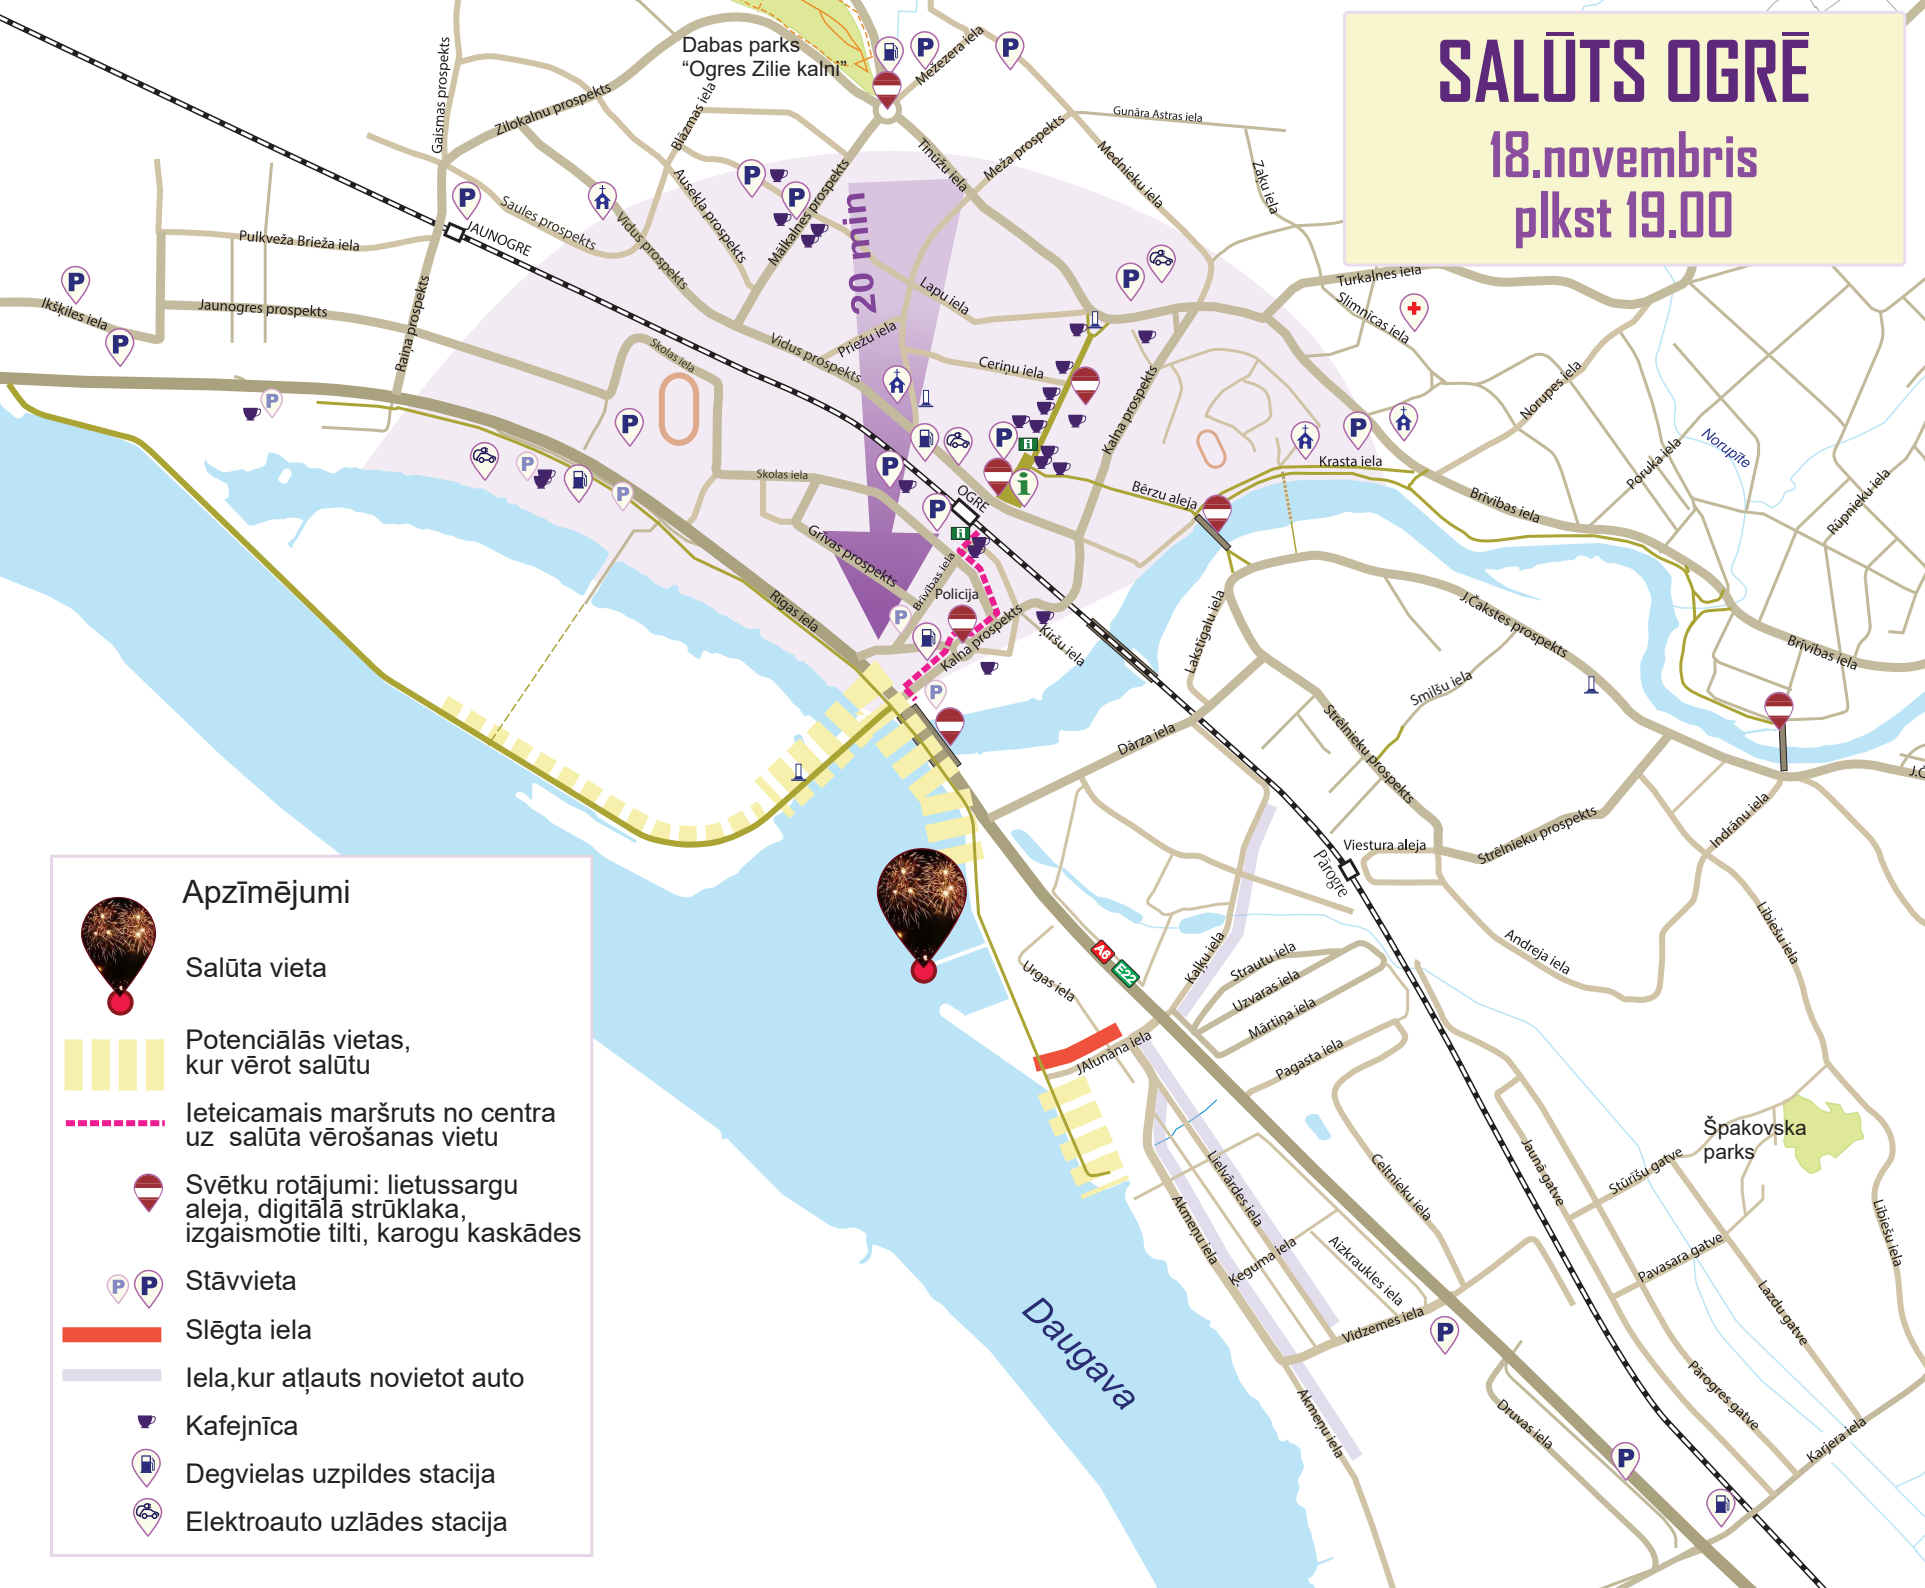 SALŪTS OGRĒ
18.novembris
plkst 19.00
Dabas parks
“Ogres Zilie kalni”
Mežezera iela
Gaismas prospekts
Zilokalnu prospekts
Blāzmas iela
Tīnūžu iela
Meža prospekts
Mednieku iela
Gunāra Astras iela
Zaķu iela
Ausekļa prospekts
Mālkalnes prospekts
20 min
Saules prospekts
Vidus prospekts
JAUNOGRE
Pulkveža Brieža iela
Ikšķiles iela
Jaunogres prospekts
Raiņa prospekts
Lapu iela
Priežu iela
Vidus prospekts
Ceriņu iela
Skolas iela
Turkalnes iela
Slimnīcas iela
Norupes iela
Norupīte
Poruka iela
Rūpnieku iela
Kalna prospekts
Krasta iela
Brīvības iela
Bērzu aleja
Skolas iela
OGRE
i
i
i
Grīvas prospekts
Brīvības iela
Policija
Rīgas iela
Kalna prospekts
Ķiršu iela
Lakstīgalu iela
J.Čakstes prospekts
Brīvības iela
Smilšu iela
Dārza iela
Strēlnieku prospekts
J.Č
Strēlnieku prospekts
Indrānu iela
Viestura aleja
Pārogre
Lībiešu iela
Andreja iela
A6
E22
Kaļķu iela
Strautu iela
Uzvaras iela
Mārtiņa iela
Urgas iela
JAlunāna iela
Pagasta iela
Špakovska
parks
Jaunā gatve
Stūrīšu gatve
Celtnieku iela
Lielvārdes iela
Akmeņu iela
Ķeguma iela
Aizkraukles iela
Vidzemes iela
Pavasara gatve
Lazdu gatve
Lībiešu iela
Pārogres gatve
Karjera iela
Druvas iela
Akmeņu iela
Daugava
Apzīmējumi
Salūta vieta
Potenciālās vietas,
kur vērot salūtu
Ieteicamais maršruts no centra
uz salūta vērošanas vietu
Svētku rotājumi: lietussargu
aleja, digitālā strūklaka,
izgaismotie tilti, karogu kaskādes
P P Stāvvieta
Slēgta iela
Iela,kur atļauts novietot auto
Kafejnīca
Degvielas uzpildes stacija
Elektroauto uzlādes stacija